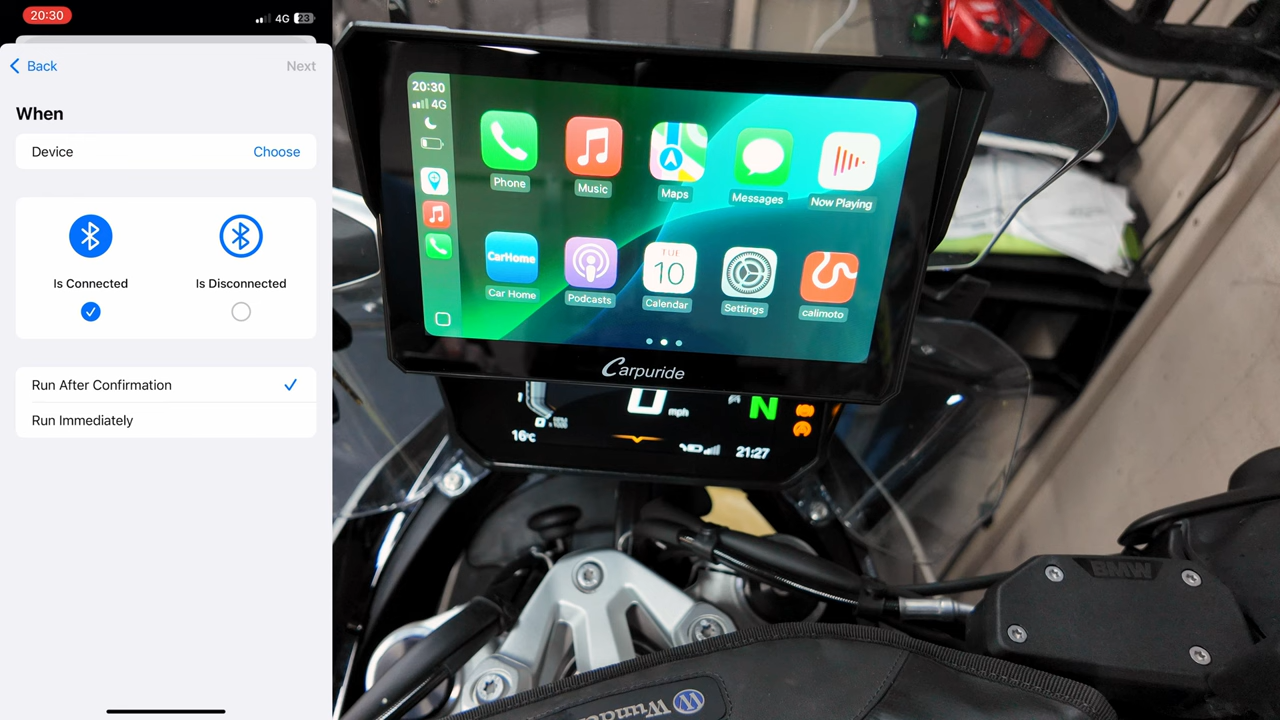 20:30
4G 23
Back
Next
When
Device
Choose
Is Connected
Is Disconnected
Run After Confirmation
Run Immediately
20:30
4G
Phone
Music
Maps
Messages
Now Playing
CarHome
TUE
10
Car Home
Podcasts
Calendar
Settings
calimoto
Carpuride
0 mph
N
16°C
21:27
BMW
W